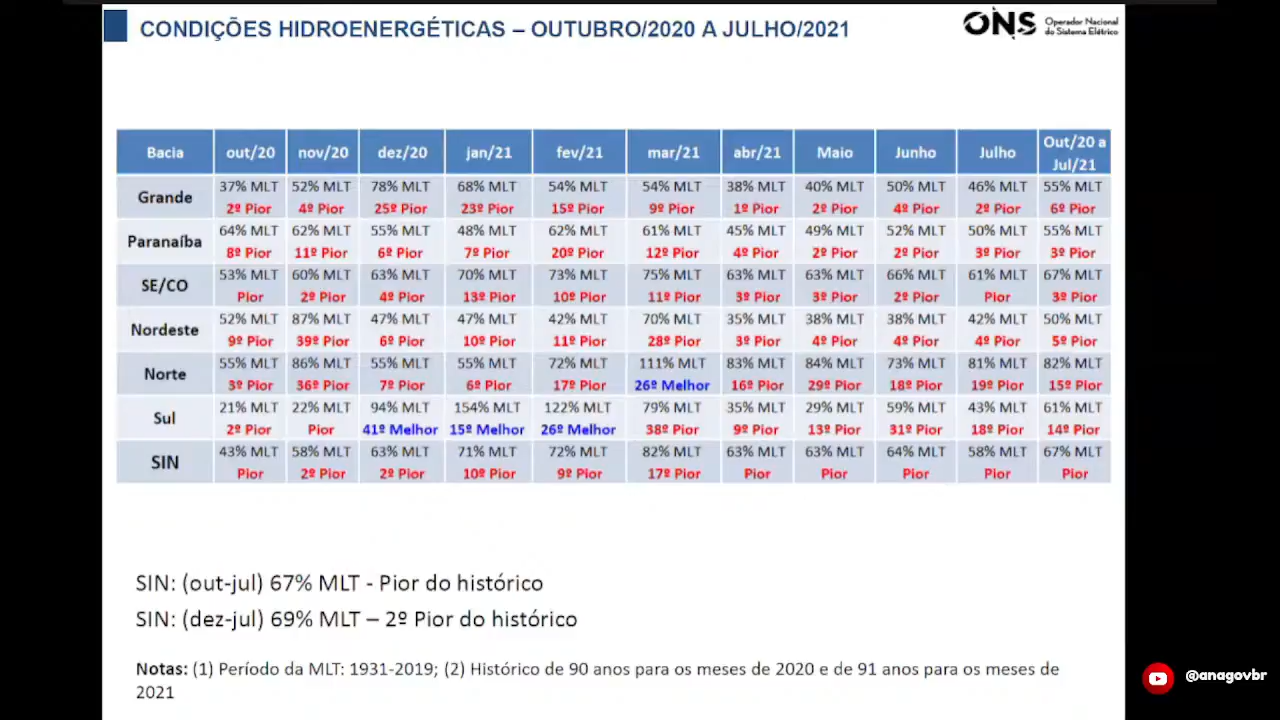 CONDIÇÕES HIDROENERGÉTICAS – OUTUBRO/2020 A JULHO/2021
ONS Operador Nacional
do Sistema Elétrico
Bacia out/20 nov/20 dez/20 jan/21 fev/21 mar/21 abr/21 Maio Junho Julho Out/20 a
Jul/21
Grande
37% MLT 52% MLT 78% MLT 68% MLT 54% MLT 54% MLT 38% MLT 40% MLT 50% MLT 46% MLT 55% MLT
2º Pior 4º Pior 25º Pior 23º Pior 15º Pior 9º Pior 1º Pior 2º Pior 4º Pior 2º Pior 6º Pior
Paranaíba
64% MLT 62% MLT 55% MLT 48% MLT 62% MLT 61% MLT 45% MLT 49% MLT 52% MLT 50% MLT 55% MLT
8º Pior 11º Pior 6º Pior 7º Pior 20º Pior 12º Pior 4º Pior 2º Pior 2º Pior 3º Pior 3º Pior
SE/CO
53% MLT 60% MLT 63% MLT 70% MLT 73% MLT 75% MLT 63% MLT 63% MLT 66% MLT 61% MLT 67% MLT
Pior 2º Pior 4º Pior 13º Pior 10º Pior 11º Pior 3º Pior 3º Pior 2º Pior Pior 3º Pior
Nordeste
52% MLT 87% MLT 47% MLT 47% MLT 42% MLT 70% MLT 35% MLT 38% MLT 38% MLT 42% MLT 50% MLT
9º Pior 39º Pior 6º Pior 10º Pior 11º Pior 28º Pior 3º Pior 4º Pior 4º Pior 4º Pior 5º Pior
Norte
55% MLT 86% MLT 55% MLT 55% MLT 72% MLT 111% MLT 83% MLT 84% MLT 73% MLT 81% MLT 82% MLT
3º Pior 36º Pior 7º Pior 6º Pior 17º Pior 26º Melhor 16º Pior 29º Pior 18º Pior 19º Pior 15º Pior
Sul
21% MLT 22% MLT 94% MLT 154% MLT 122% MLT 79% MLT 35% MLT 29% MLT 59% MLT 43% MLT 61% MLT
2º Pior Pior 41º Melhor 15º Melhor 26º Melhor 38º Pior 9º Pior 13º Pior 31º Pior 18º Pior 14º Pior
SIN
43% MLT 58% MLT 63% MLT 71% MLT 72% MLT 82% MLT 63% MLT 63% MLT 64% MLT 58% MLT 67% MLT
Pior 2º Pior 2º Pior 10º Pior 9º Pior 17º Pior Pior Pior Pior Pior Pior
SIN: (out-jul) 67% MLT - Pior do histórico
SIN: (dez-jul) 69% MLT – 2º Pior do histórico
Notas: (1) Período da MLT: 1931-2019; (2) Histórico de 90 anos para os meses de 2020 e de 91 anos para os meses de
2021
@anagovbr